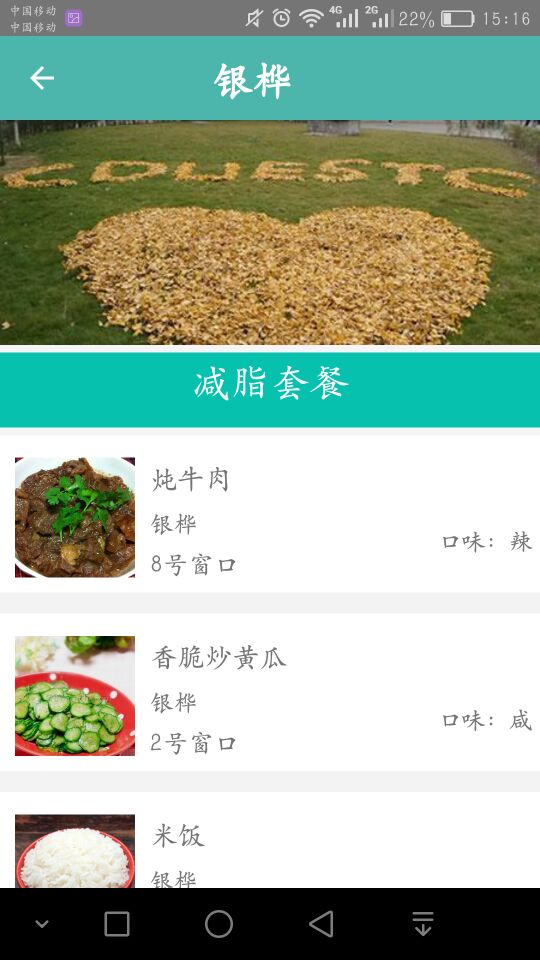 中国移动
中国移动
4G
2G
22%
15:16
银桦
UESTC
减脂套餐
炖牛肉
银桦
口味：辣
8号窗口
香脆炒黄瓜
银桦
口味：咸
2号窗口
米饭
银桦